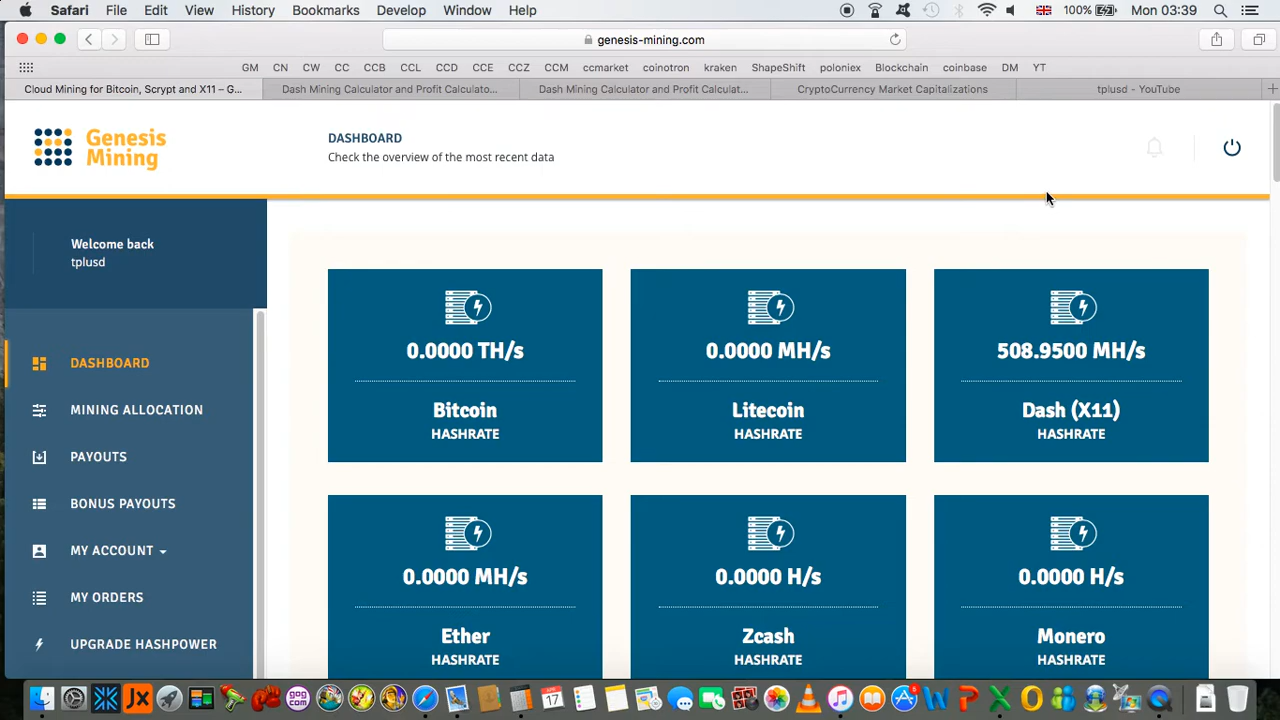 Safari File Edit View History Bookmarks Develop Window Help 100% Mon 03:39
genesis-mining.com
GM CN CW CC CCB CCL CCD CCE CCZ CCM ccmarket coinotron kraken ShapeShift poloniex Blockchain coinbase DM YT
Cloud Mining for Bitcoin, Scrypt and X11 – G... Dash Mining Calculator and Profit Calculato... Dash Mining Calculator and Profit Calculat... CryptoCurrency Market Capitalizations tplusd - YouTube
Genesis
Mining
DASHBOARD
Check the overview of the most recent data
Welcome back
tplusd
DASHBOARD
MINING ALLOCATION
PAYOUTS
BONUS PAYOUTS
MY ACCOUNT
MY ORDERS
UPGRADE HASHPOWER
0.0000 TH/s
Bitcoin
HASHRATE
0.0000 MH/s
Litecoin
HASHRATE
508.9500 MH/s
Dash (X11)
HASHRATE
0.0000 MH/s
Ether
HASHRATE
0.0000 H/s
Zcash
HASHRATE
0.0000 H/s
Monero
HASHRATE